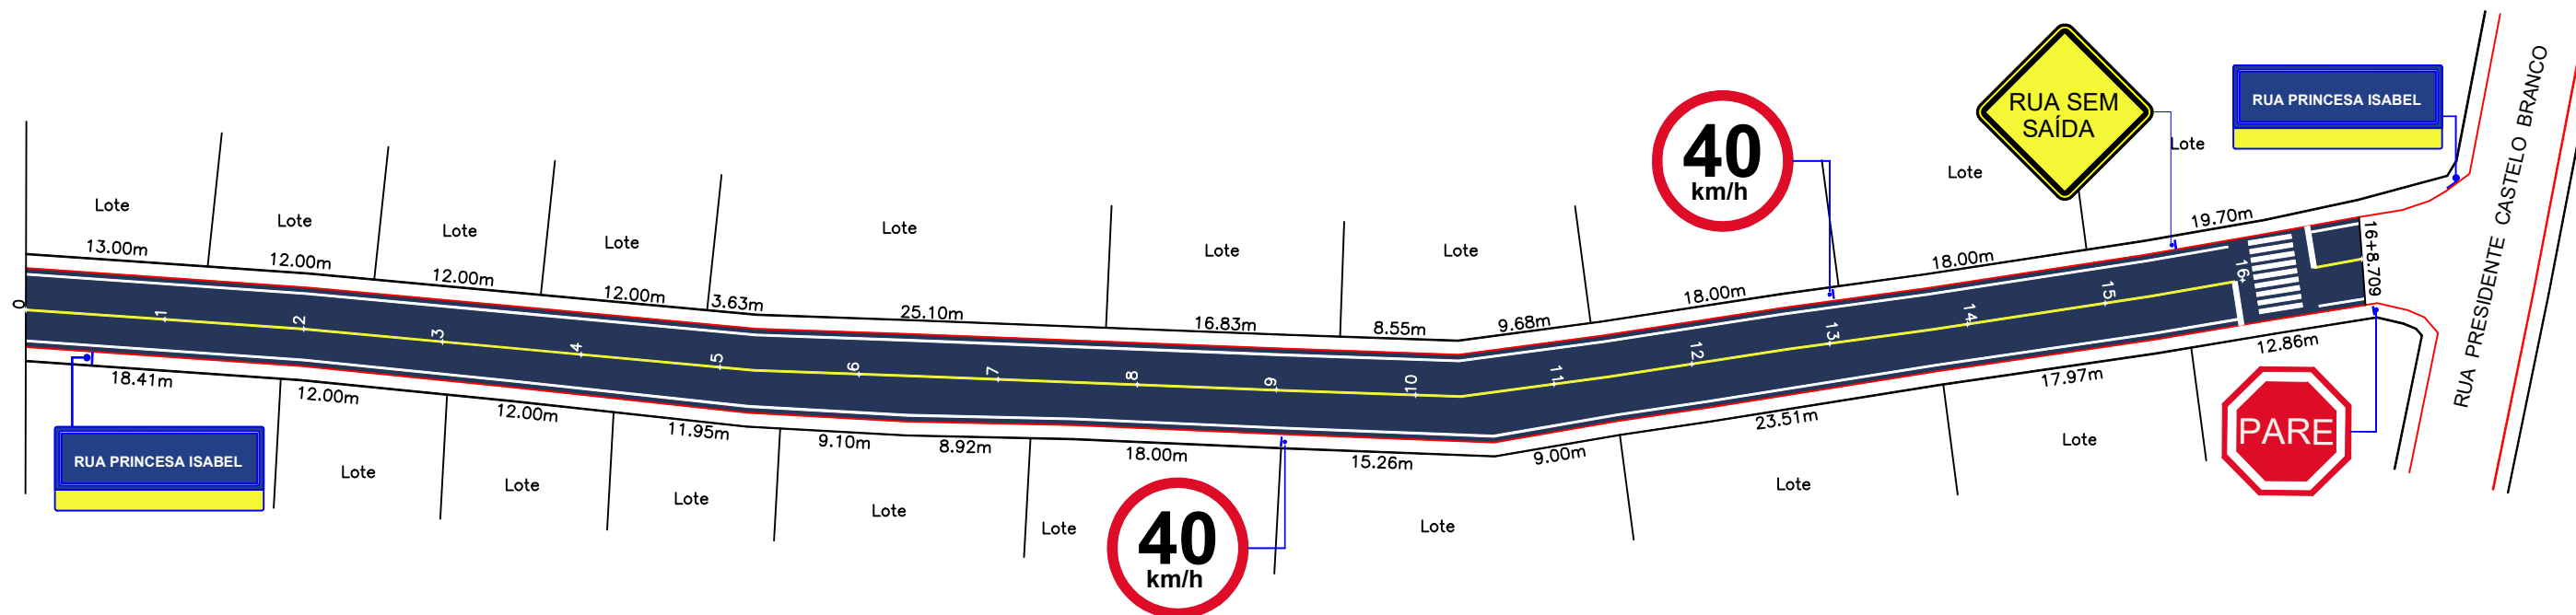 RUA SEM
SAÍDA
RUA PRINCESA ISABEL
RUA PRESIDENTE CASTELO BRANCO
40
km/h
Lote
Lote
Lote
Lote
Lote
Lote
Lote
Lote
Lote
13.00m
12.00m
12.00m
12.00m
3.63m
25.10m
16.83m
8.55m
9.68m
18.00m
18.00m
19.70m
0
1
2
3
4
5
6
7
8
9
10
11
12
13
14
15
16
16+8.709
18.41m
12.00m
12.00m
11.95m
9.10m
8.92m
18.00m
15.26m
9.00m
23.51m
17.97m
12.86m
RUA PRINCESA ISABEL
Lote
Lote
Lote
Lote
Lote
Lote
Lote
Lote
40
km/h
PARE